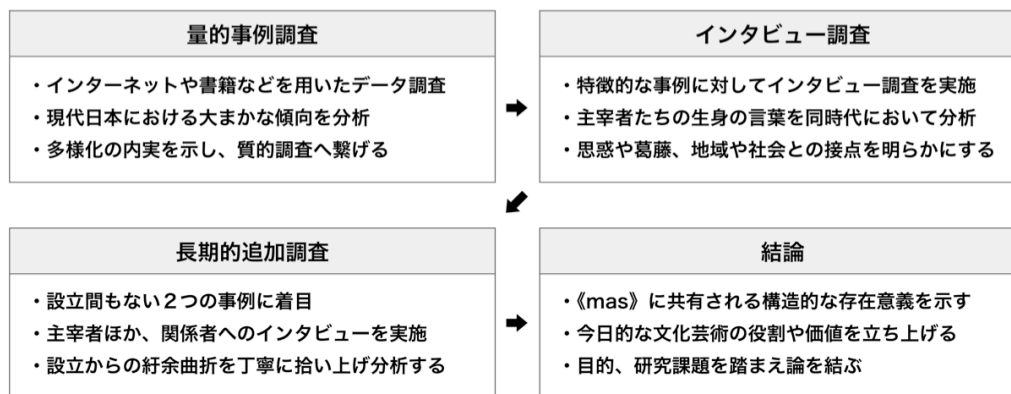 量的事例調査
・インターネットや書籍などを用いたデータ調査
・現代日本における大まかな傾向を分析
・多様化の内実を示し、質的調査へ繋げる
インタビュー調査
・特徴的な事例に対してインタビュー調査を実施
・主宰者たちの生身の言葉を同時代において分析
・思惑や葛藤、地域や社会との接点を明らかにする
長期的追加調査
・設立間もない２つの事例に着目
・主宰者ほか、関係者へのインタビューを実施
・設立からの紆余曲折を丁寧に拾い上げ分析する
結論
・《mas》に共有される構造的な存在意義を示す
・今日的な文化芸術の役割や価値を立ち上げる
・目的、研究課題を踏まえ論を結ぶ